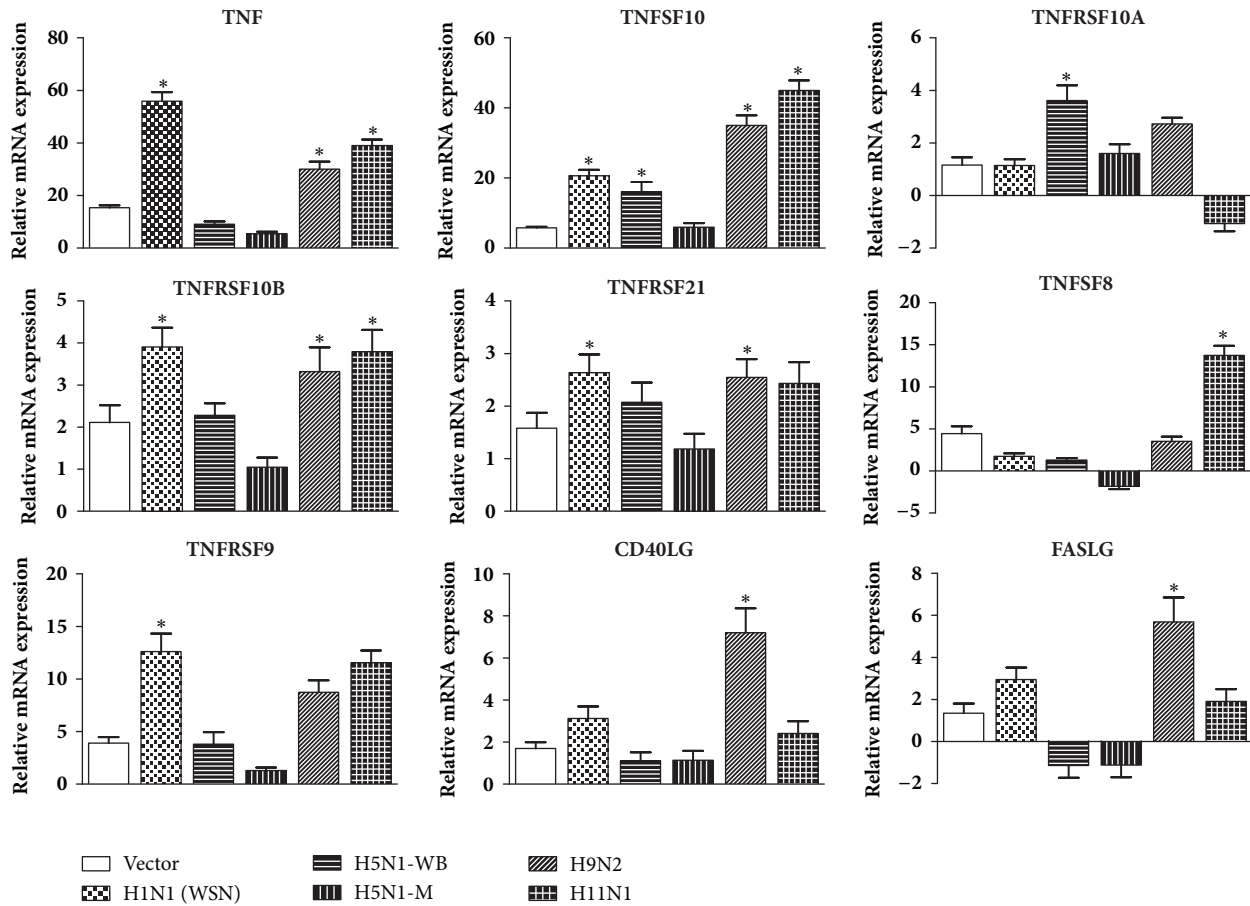 TNF
Relative mRNA expression
80
60
40
20
0
*
*
*
TNFSF10
Relative mRNA expression
60
40
20
0
*
*
*
*
TNFRSF10A
Relative mRNA expression
6
4
2
0
−2
*
TNFRSF10B
Relative mRNA expression
5
4
3
2
1
0
*
*
*
TNFRSF21
Relative mRNA expression
4
3
2
1
0
*
*
TNFSF8
Relative mRNA expression
20
15
10
5
0
−5
*
TNFRSF9
Relative mRNA expression
20
15
10
5
0
*
CD40LG
Relative mRNA expression
10
8
6
4
2
0
*
FASLG
Relative mRNA expression
8
6
4
2
0
−2
*
Vector
H1N1 (WSN)
H5N1-WB
H5N1-M
H9N2
H11N1